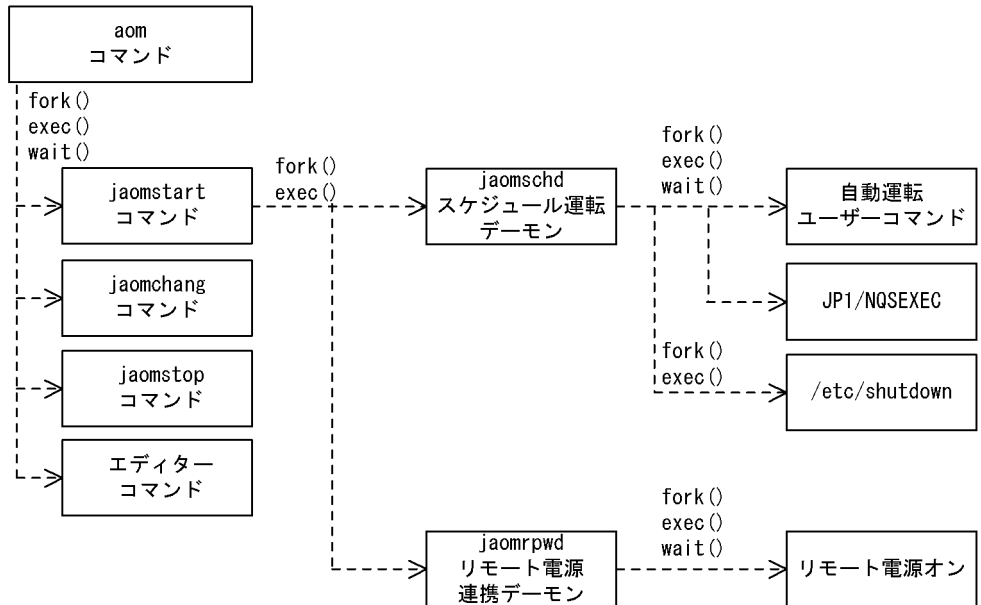 aom
コマンド
fork()
exec()
wait()
jaomstart
コマンド
fork()
exec()
jaomschd
スケジュール運転
デーモン
fork()
exec()
wait()
自動運転
ユーザーコマンド
jaomchang
コマンド
JP1/NQSEXEC
jaomstop
コマンド
fork()
exec()
/etc/shutdown
エディター
コマンド
jaomrpwd
リモート電源
連携デーモン
fork()
exec()
wait()
リモート電源オン